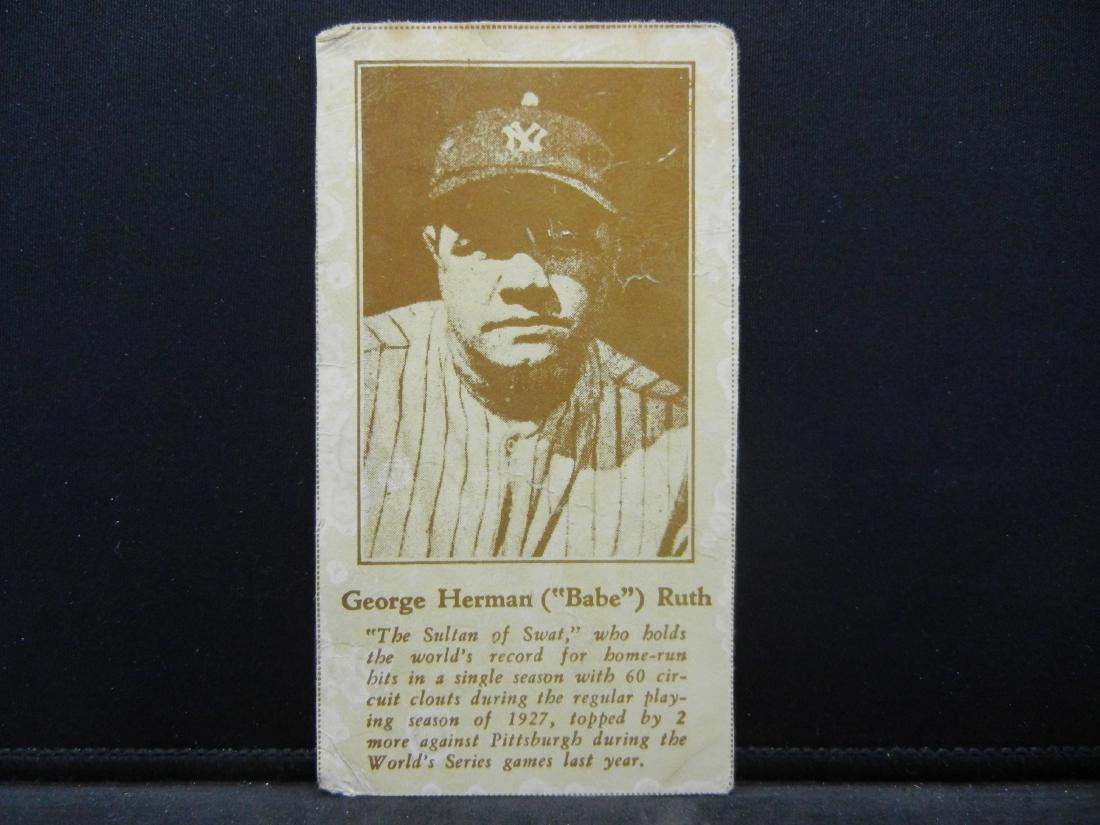 NY
George Herman ("Babe") Ruth
"The Sultan of Swat," who holds
the world's record for home-run
hits in a single season with 60 cir-
cuit clouts during the regular play-
ing season of 1927, topped by 2
more against Pittsburgh during the
World's Series games last year.